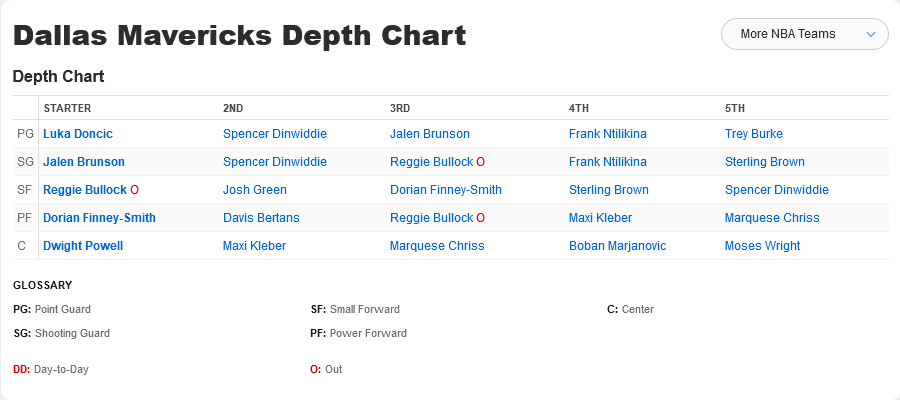 Dallas Mavericks Depth Chart
More NBA Teams
Depth Chart
STARTER 2ND 3RD 4TH 5TH
PG Luka Doncic Spencer Dinwiddie Jalen Brunson Frank Ntilikina Trey Burke
SG Jalen Brunson Spencer Dinwiddie Reggie Bullock O Frank Ntilikina Sterling Brown
SF Reggie Bullock O Josh Green Dorian Finney-Smith Sterling Brown Spencer Dinwiddie
PF Dorian Finney-Smith Davis Bertans Reggie Bullock O Maxi Kleber Marquese Chriss
C Dwight Powell Maxi Kleber Marquese Chriss Boban Marjanovic Moses Wright
GLOSSARY
PG: Point Guard SF: Small Forward C: Center
SG: Shooting Guard PF: Power Forward
DD: Day-to-Day O: Out